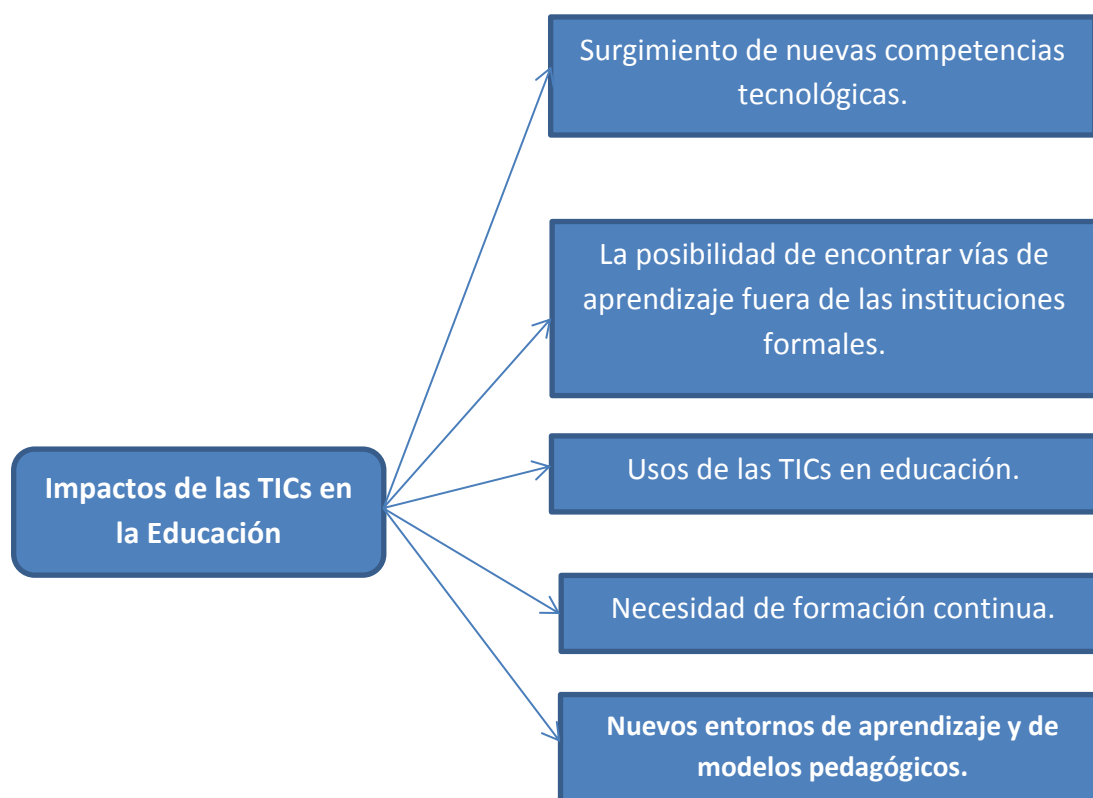 Surgimiento de nuevas competencias
tecnológicas.
La posibilidad de encontrar vías de
aprendizaje fuera de las instituciones
formales.
Impactos de las TICs en
la Educación
Usos de las TICs en educación.
Necesidad de formación continua.
Nuevos entornos de aprendizaje y de
modelos pedagógicos.